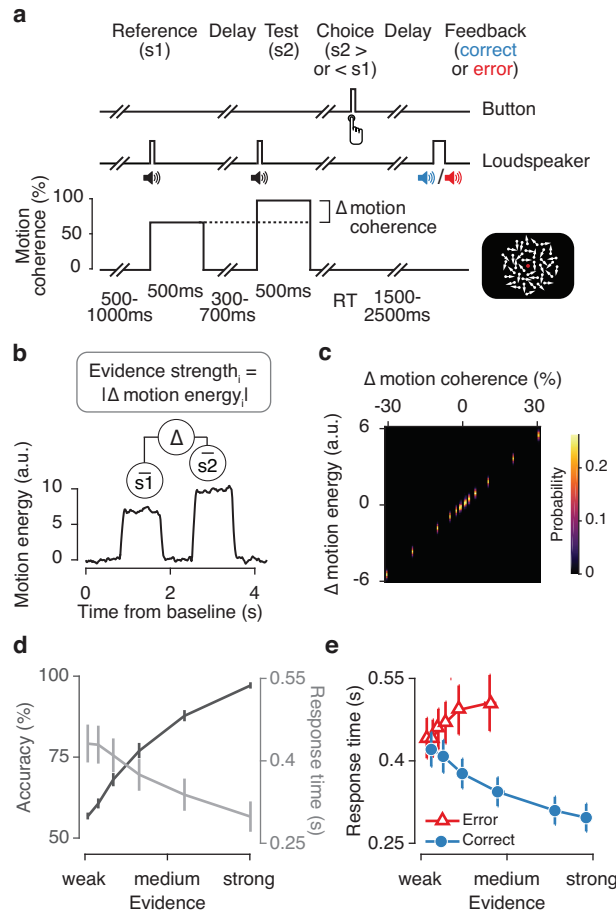 a
Reference (s1)
Delay
Test (s2)
Choice (s2 > or < s1)
Delay
Feedback (correct or error)
Button
Loudspeaker
/
Motion coherence (%)
100
50
0
Δ motion coherence
500-1000ms
500ms
300-700ms
500ms
RT
1500-2500ms
b
Evidence strengthᵢ =
|Δ motion energyᵢ|
Δ
s̄1
s̄2
Motion energy (a.u.)
10
5
0
0 2 4
Time from baseline (s)
c
Δ motion coherence (%)
-30 0 30
Δ motion energy (a.u.)
6
0
-6
Probability
0.2
0
d
Accuracy (%)
100
75
50
Response time (s)
0.55
0.4
0.25
weak medium strong
Evidence
e
Response time (s)
0.55
0.4
0.25
Error
Correct
weak medium strong
Evidence